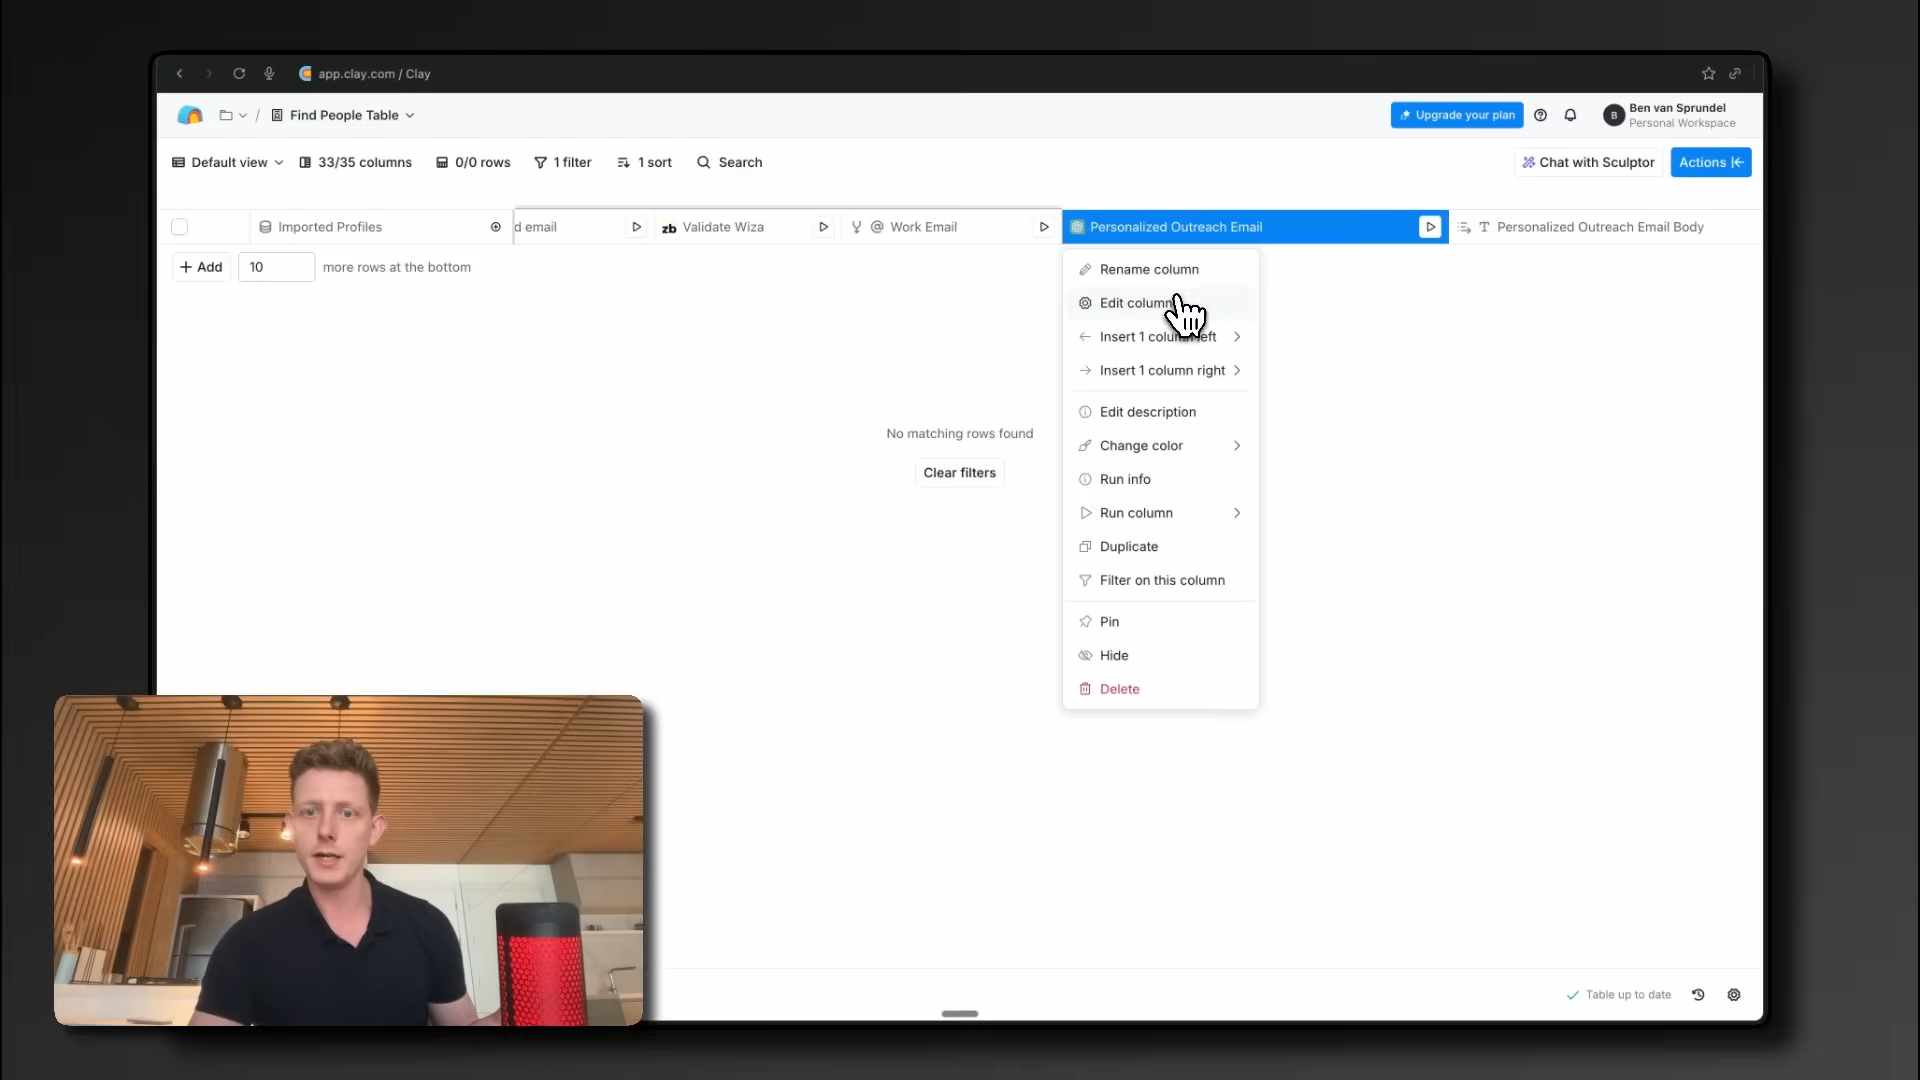 app.clay.com / Clay
/ Find People Table
Upgrade your plan
B
Ben van Sprundel
Personal Workspace
Default view
33/35 columns
0/0 rows
1 filter
1 sort
Search
Chat with Sculptor
Actions
Imported Profiles
d email
zb Validate Wiza
@ Work Email
Personalized Outreach Email
T Personalized Outreach Email Body
+ Add
10
more rows at the bottom
Rename column
Edit column
Insert 1 column left
Insert 1 column right
Edit description
Change color
Run info
Run column
Duplicate
Filter on this column
Pin
Hide
Delete
No matching rows found
Clear filters
Table up to date